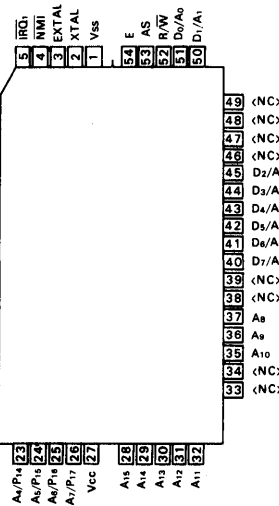 5 IRQ1
4 NMI
3 EXTAL
2 XTAL
1 Vss
54 E
53 AS
52 R/W
51 D0/A0
50 D1/A1
49 <NC>
48 <NC>
47 <NC>
46 <NC>
45 D2/A
44 D3/A
43 D4/A
42 D5/A
41 D6/A
40 D7/A
39 <NC>
38 <NC>
37 A8
36 A9
35 A10
34 <NC>
33 <NC>
23 A4/P14
24 A5/P15
25 A6/P16
26 A7/P17
27 Vcc
28 A15
29 A14
30 A13
31 A12
32 A11